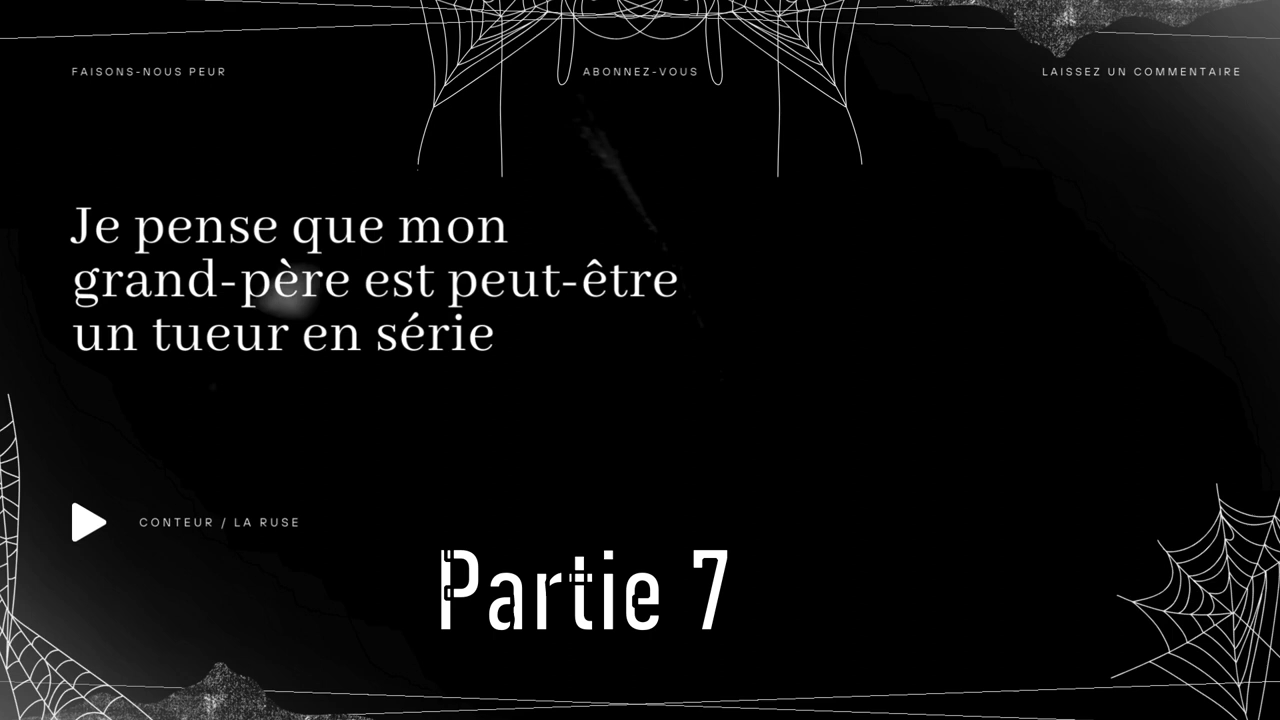 FAISONS-NOUS PEUR
ABONNEZ-VOUS
LAISSEZ UN COMMENTAIRE
Je pense que mon
grand-père est peut-être
un tueur en série
CONTEUR / LA RUSE
Partie 7